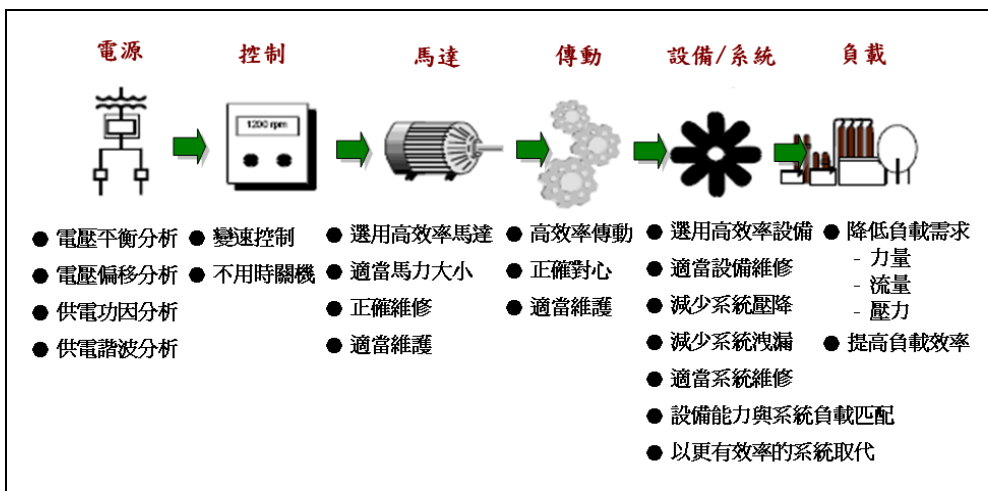 電源
控制
馬達
傳動
設備/系統
負載
1200 rpm
● 電壓平衡分析
● 電壓偏移分析
● 供電功因分析
● 供電諧波分析
● 變速控制
● 不用時關機
● 選用高效率馬達
● 適當馬力大小
● 正確維修
● 適當維護
● 高效率傳動
● 正確對心
● 適當維護
● 選用高效率設備
● 適當設備維修
● 減少系統壓降
● 減少系統洩漏
● 適當系統維修
● 設備能力與系統負載匹配
● 以更有效率的系統取代
● 降低負載需求
- 力量
- 流量
- 壓力
● 提高負載效率